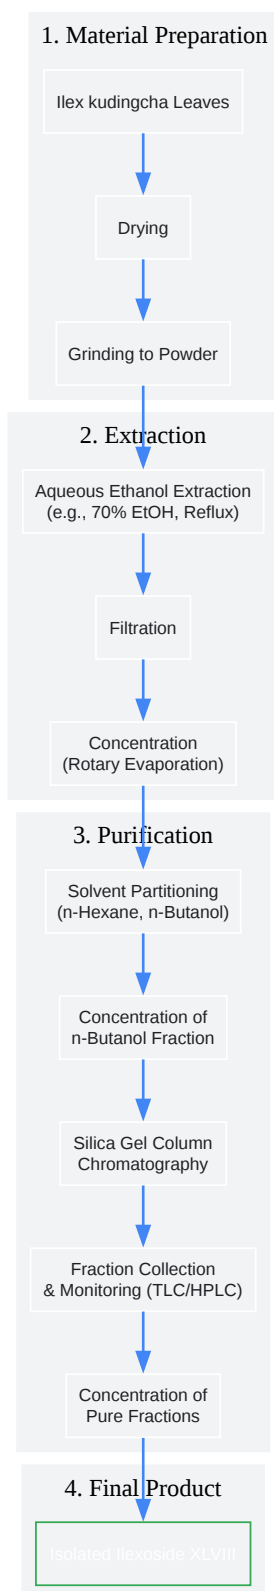 1. Material Preparation
Ilex kudingcha Leaves
Drying
Grinding to Powder
2. Extraction
Aqueous Ethanol Extraction
(e.g., 70% EtOH, Reflux)
Filtration
Concentration
(Rotary Evaporation)
3. Purification
Solvent Partitioning
(n-Hexane, n-Butanol)
Concentration of
n-Butanol Fraction
Silica Gel Column
Chromatography
Fraction Collection
& Monitoring (TLC/HPLC)
Concentration of
Pure Fractions
4. Final Product
Isolated Ilexoside XLVIII